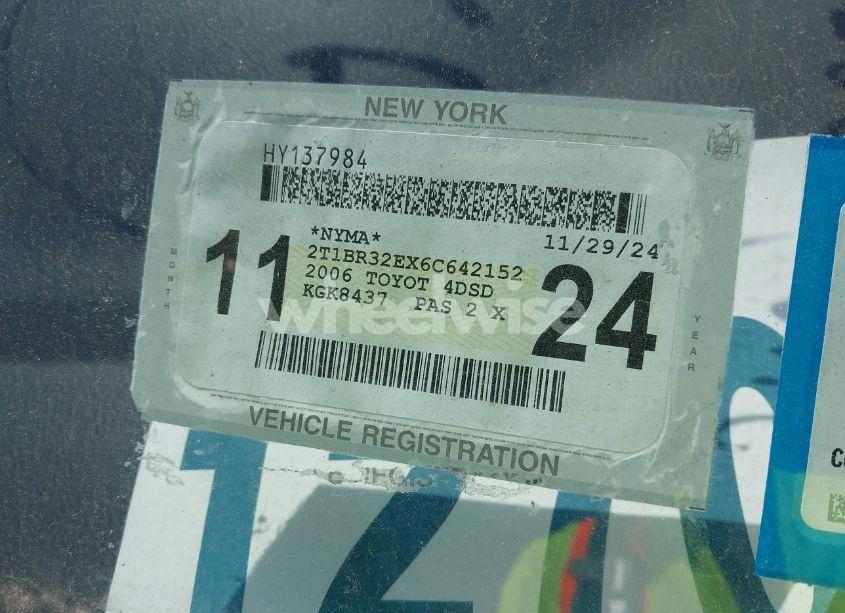 NEW YORK
HY137984
*NYMA* 11/29/24
2T1BR32EX6C642152
2006 TOYOT 4DSD
KGK8437 PAS 2 X
MONTH
11
24
YEAR
wheelwise
VEHICLE REGISTRATION
12
C